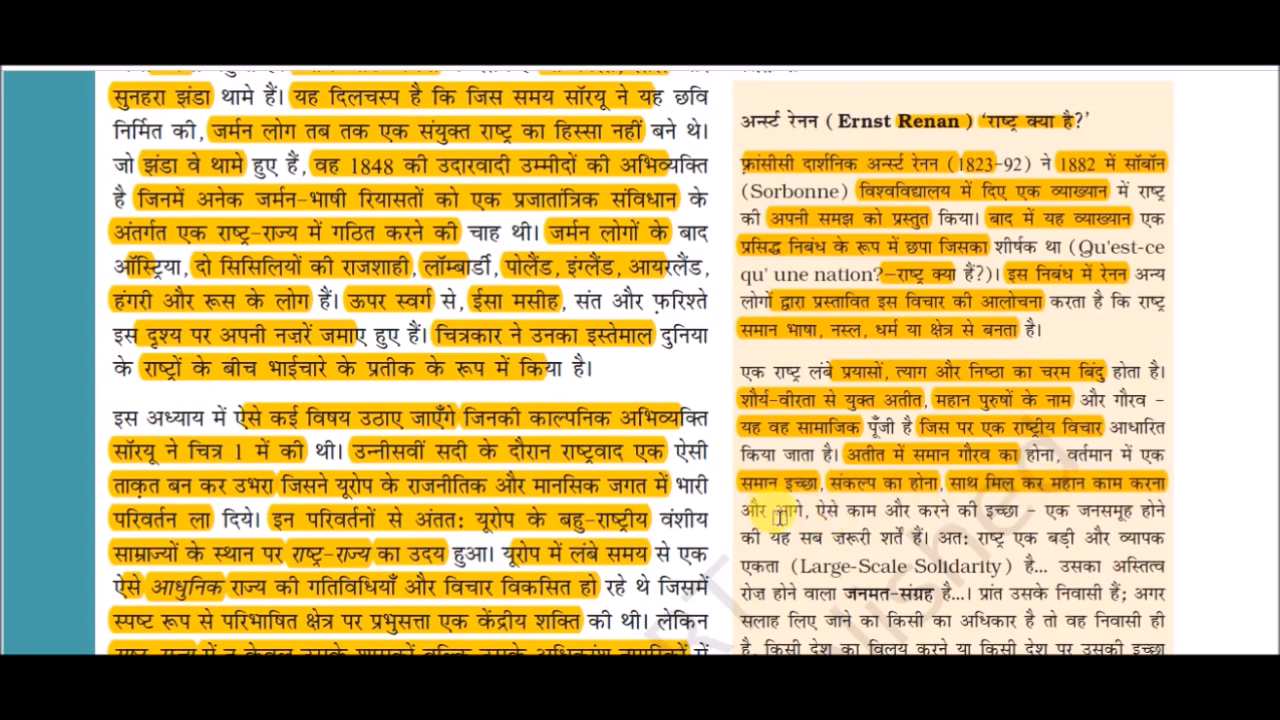 सुनहरा झंडा थामे हैं। यह दिलचस्प है कि जिस समय सॉरयू ने यह छवि
निर्मित की, जर्मन लोग तब तक एक संयुक्त राष्ट्र का हिस्सा नहीं बने थे।
जो झंडा वे थामे हुए हैं, वह 1848 की उदारवादी उम्मीदों की अभिव्यक्ति
है जिनमें अनेक जर्मन-भाषी रियासतों को एक प्रजातांत्रिक संविधान के
अंतर्गत एक राष्ट्र-राज्य में गठित करने की चाह थी। जर्मन लोगों के बाद
ऑस्ट्रिया, दो सिसिलियों की राजशाही, लॉम्बार्डी, पोलैंड, इंग्लैंड, आयरलैंड,
हंगरी और रूस के लोग हैं। ऊपर स्वर्ग से, ईसा मसीह, संत और फ़रिश्ते
इस दृश्य पर अपनी नज़रें जमाए हुए हैं। चित्रकार ने उनका इस्तेमाल दुनिया
के राष्ट्रों के बीच भाईचारे के प्रतीक के रूप में किया है।
इस अध्याय में ऐसे कई विषय उठाए जाएँगे जिनकी काल्पनिक अभिव्यक्ति
सॉरयू ने चित्र 1 में की थी। उन्नीसवीं सदी के दौरान राष्ट्रवाद एक ऐसी
ताक़त बन कर उभरा जिसने यूरोप के राजनीतिक और मानसिक जगत में भारी
परिवर्तन ला दिये। इन परिवर्तनों से अंतत: यूरोप के बहु-राष्ट्रीय वंशीय
साम्राज्यों के स्थान पर राष्ट्र-राज्य का उदय हुआ। यूरोप में लंबे समय से एक
ऐसे आधुनिक राज्य की गतिविधियाँ और विचार विकसित हो रहे थे जिसमें
स्पष्ट रूप से परिभाषित क्षेत्र पर प्रभुसत्ता एक केंद्रीय शक्ति की थी। लेकिन
अर्न्स्ट रेनन ( Ernst Renan ) 'राष्ट्र क्या है?'
फ़्रांसीसी दार्शनिक अर्न्स्ट रेनन (1823-92) ने 1882 में सॉबॉन
(Sorbonne) विश्वविद्यालय में दिए एक व्याख्यान में राष्ट्र
की अपनी समझ को प्रस्तुत किया। बाद में यह व्याख्यान एक
प्रसिद्ध निबंध के रूप में छपा जिसका शीर्षक था (Qu'est-ce
qu' une nation?-राष्ट्र क्या हैं?)। इस निबंध में रेनन अन्य
लोगों द्वारा प्रस्तावित इस विचार की आलोचना करता है कि राष्ट्र
समान भाषा, नस्ल, धर्म या क्षेत्र से बनता है।
एक राष्ट्र लंबे प्रयासों, त्याग और निष्ठा का चरम बिंदु होता है।
शौर्य-वीरता से युक्त अतीत, महान पुरुषों के नाम और गौरव -
यह वह सामाजिक पूँजी है जिस पर एक राष्ट्रीय विचार आधारित
किया जाता है। अतीत में समान गौरव का होना, वर्तमान में एक
समान इच्छा, संकल्प का होना, साथ मिल कर महान काम करना
और आगे, ऐसे काम और करने की इच्छा - एक जनसमूह होने
की यह सब ज़रूरी शर्तें हैं। अत: राष्ट्र एक बड़ी और व्यापक
एकता (Large-Scale Solidarity) है... उसका अस्तित्व
रोज़ होने वाला जनमत-संग्रह है...। प्रांत उसके निवासी हैं; अगर
सलाह लिए जाने का किसी का अधिकार है तो वह निवासी ही
है, किसी देश का विलय करने या किसी देश पर उसकी इच्छा